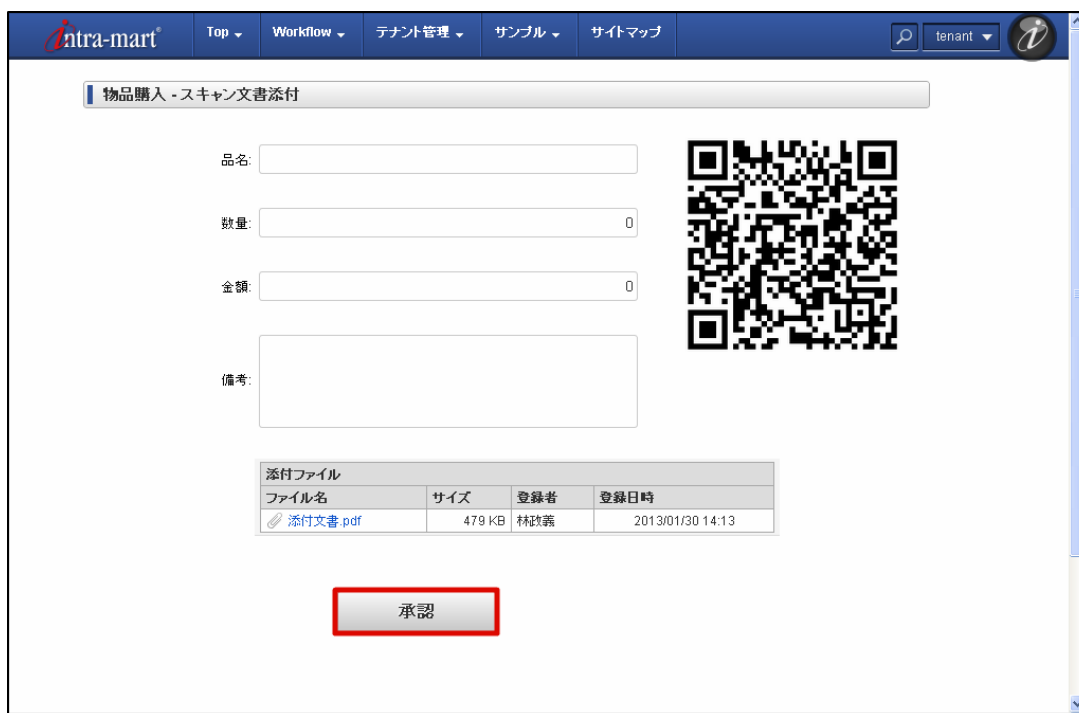 intra-mart® Top Workflow テナント管理 サンプル サイトマップ tenant
物品購入 - スキャン文書添付
品名:
数量: 0
金額: 0
備考:
添付ファイル
ファイル名 サイズ 登録者 登録日時
添付文書.pdf 479 KB 林政義 2013/01/30 14:13
承認